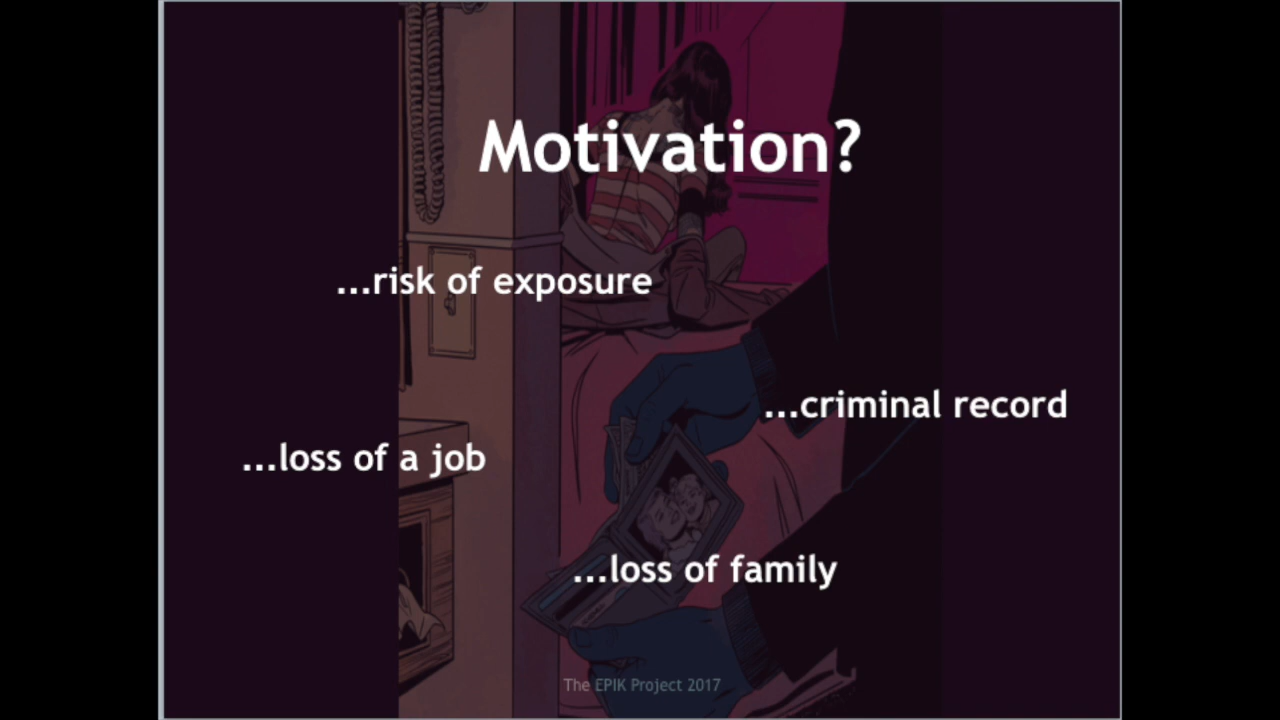 Motivation?
...risk of exposure
...criminal record
...loss of a job
...loss of family
The EPIK Project 2017